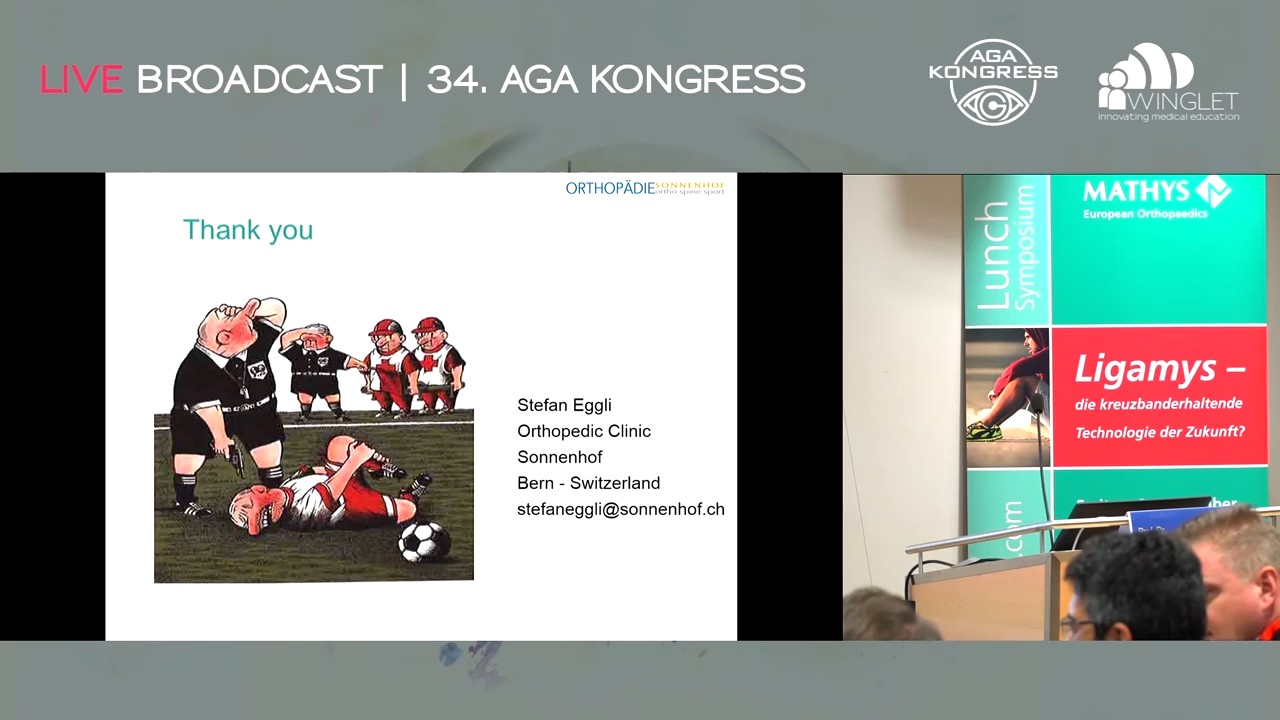 LIVE BROADCAST | 34. AGA KONGRESS
AGA
KONGRESS
AGA
WINGLET
innovating medical education
ORTHOPÄDIE SONNENHOF
ortho spine sport
Thank you
Stefan Eggli
Orthopedic Clinic
Sonnenhof
Bern - Switzerland
stefaneggli@sonnenhof.ch
Lunch
Symposium
MATHYS
European Orthopaedics
Ligamys –
die kreuzbanderhaltende
Technologie der Zukunft?
.com